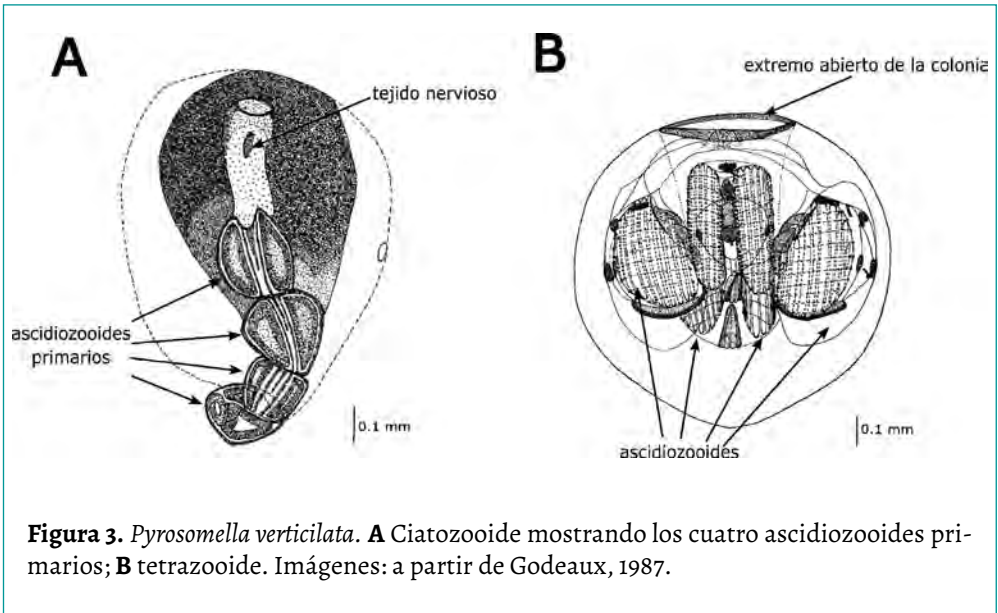 A
tejido nervioso
ascidiozooides
primarios
0.1 mm
B
extremo abierto de la colonia
0.1 mm
ascidiozooides
Figura 3. Pyrosomella verticilata. A Ciatozooide mostrando los cuatro ascidiozooides pri-
marios; B tetrazooide. Imágenes: a partir de Godeaux, 1987.